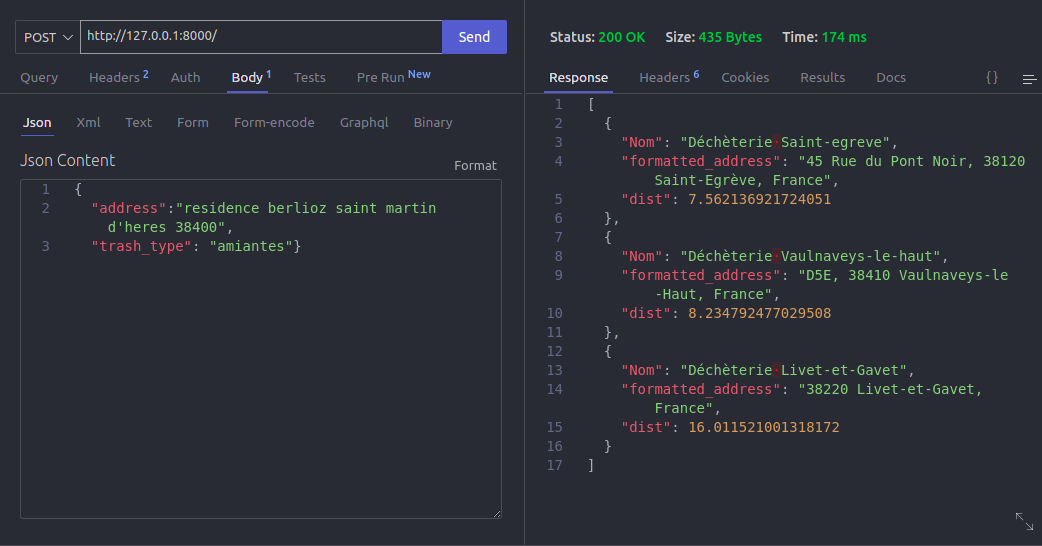 POST http://127.0.0.1:8000/ Send
Query Headers 2 Auth Body 1 Tests Pre Run New
Json Xml Text Form Form-encode Graphql Binary
Json Content Format
1 {
2 "address":"residence berlioz saint martin
d'heres 38400",
3 "trash_type": "amiantes"}
Status: 200 OK Size: 435 Bytes Time: 174 ms
Response Headers 6 Cookies Results Docs {}
1 [
2 {
3 "Nom": "Déchèterie·Saint-egreve",
4 "formatted_address": "45 Rue du Pont Noir, 38120
Saint-Egrève, France",
5 "dist": 7.562136921724051
6 },
7 {
8 "Nom": "Déchèterie·Vaulnaveys-le-haut",
9 "formatted_address": "D5E, 38410 Vaulnaveys-le
-Haut, France",
10 "dist": 8.234792477029508
11 },
12 {
13 "Nom": "Déchèterie·Livet-et-Gavet",
14 "formatted_address": "38220 Livet-et-Gavet,
France",
15 "dist": 16.011521001318172
16 }
17 ]